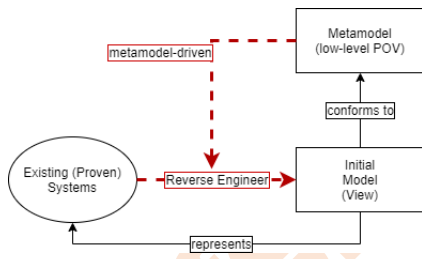 Metamodel
(low-level POV)
metamodel-driven
conforms to
Existing (Proven)
Systems
Reverse Engineer
Initial
Model
(View)
represents